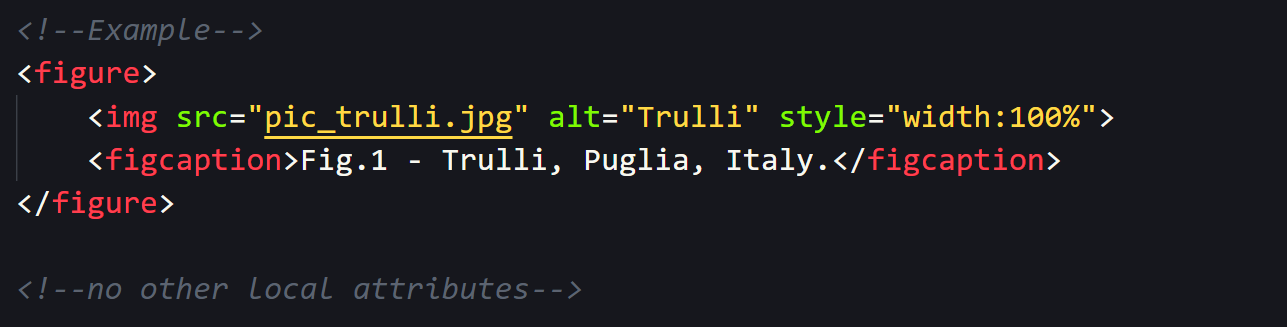 <!--Example-->
<figure>
    <img src="pic_trulli.jpg" alt="Trulli" style="width:100%">
    <figcaption>Fig.1 - Trulli, Puglia, Italy.</figcaption>
</figure>
<!--no other local attributes-->